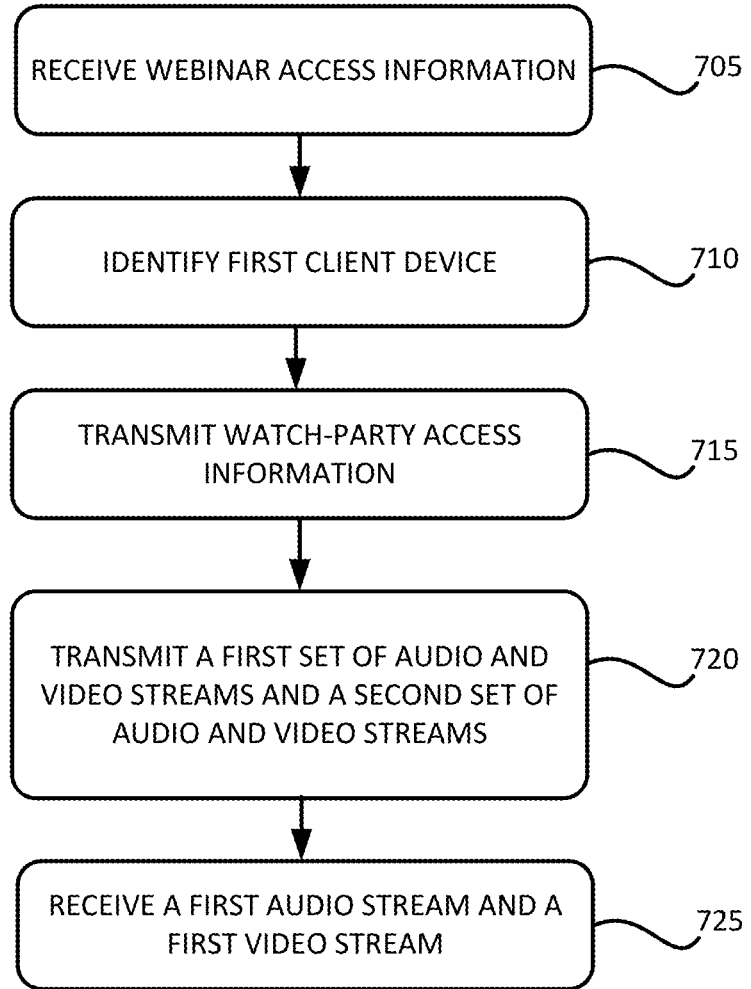 RECEIVE WEBINAR ACCESS INFORMATION
705
IDENTIFY FIRST CLIENT DEVICE
710
TRANSMIT WATCH-PARTY ACCESS
INFORMATION
715
TRANSMIT A FIRST SET OF AUDIO AND
VIDEO STREAMS AND A SECOND SET OF
AUDIO AND VIDEO STREAMS
720
RECEIVE A FIRST AUDIO STREAM AND A
FIRST VIDEO STREAM
725